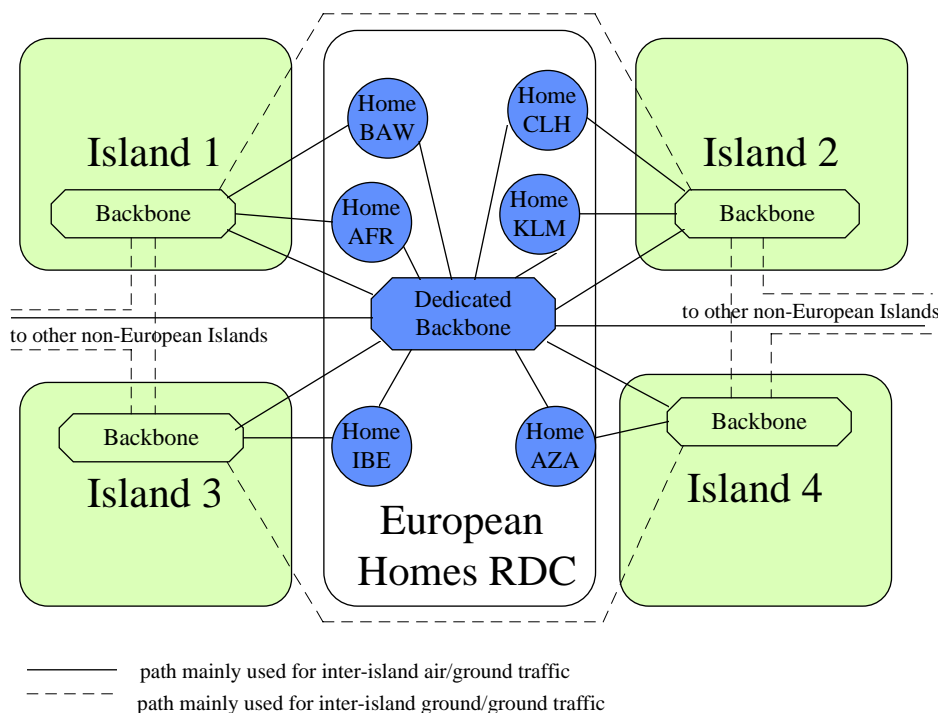 Home
BAW
Home
CLH
Island 1
Island 2
Backbone
Home
AFR
Home
KLM
Backbone
Dedicated
Backbone
to other non-European Islands
to other non-European Islands
Backbone
Home
IBE
Home
AZA
Backbone
Island 3
Island 4
European
Homes RDC
path mainly used for inter-island air/ground traffic
path mainly used for inter-island ground/ground traffic